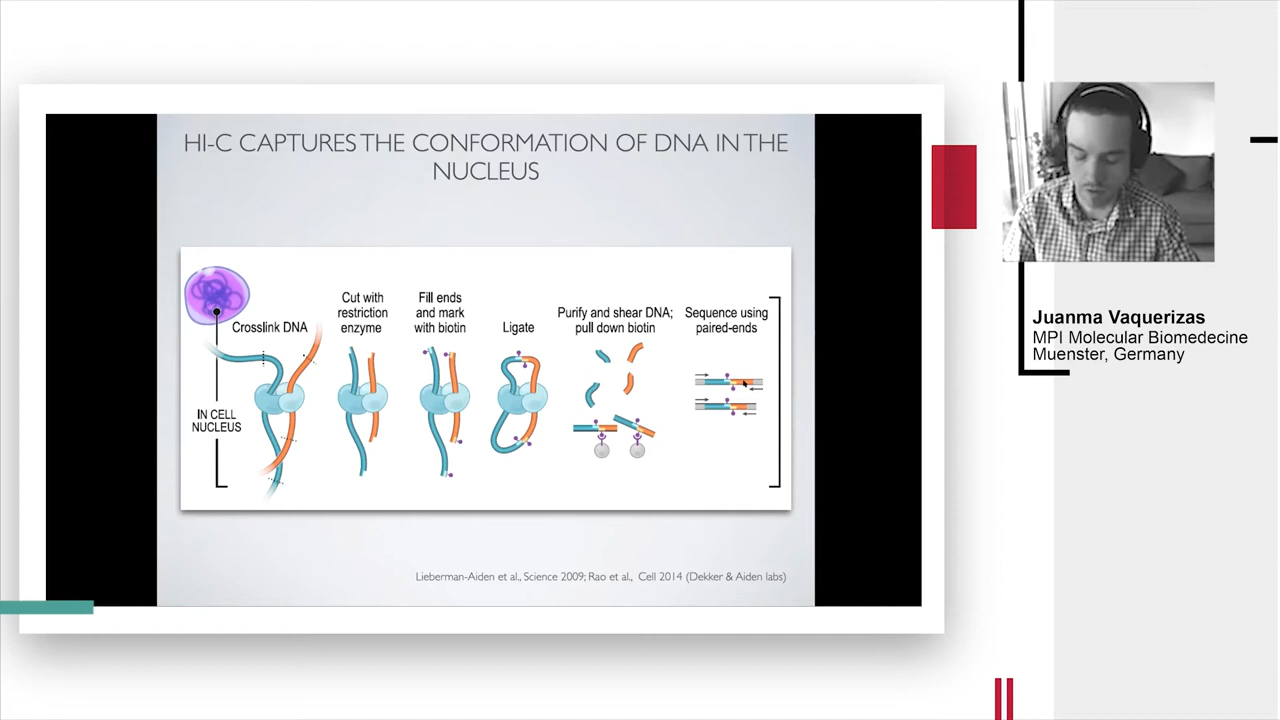 HI-C CAPTURES THE CONFORMATION OF DNA IN THE
NUCLEUS
Crosslink DNA
Cut with
restriction
enzyme
Fill ends
and mark
with biotin
Ligate
Purify and shear DNA;
pull down biotin
Sequence using
paired-ends
IN CELL
NUCLEUS
Lieberman-Aiden et al., Science 2009; Rao et al., Cell 2014 (Dekker & Aiden labs)
Juanma Vaquerizas
MPI Molecular Biomedecine
Muenster, Germany